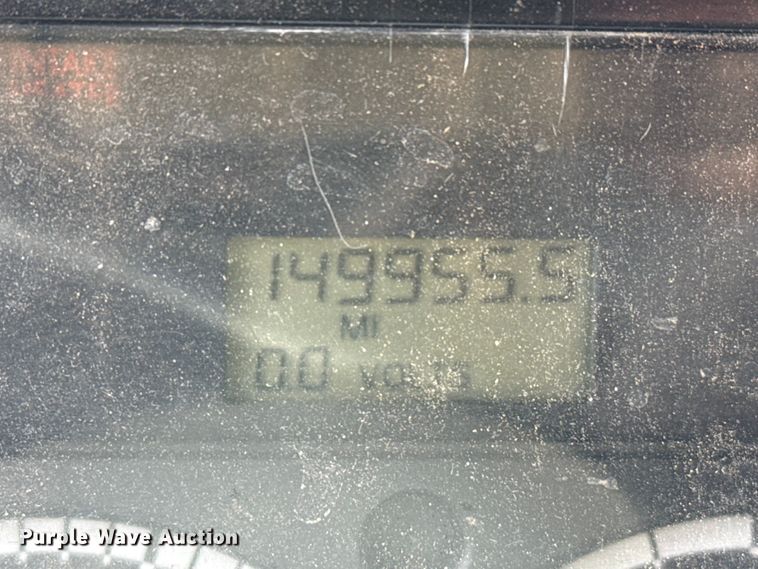 149955.5
MI
0.0 VOLTS
Purple Wave Auction